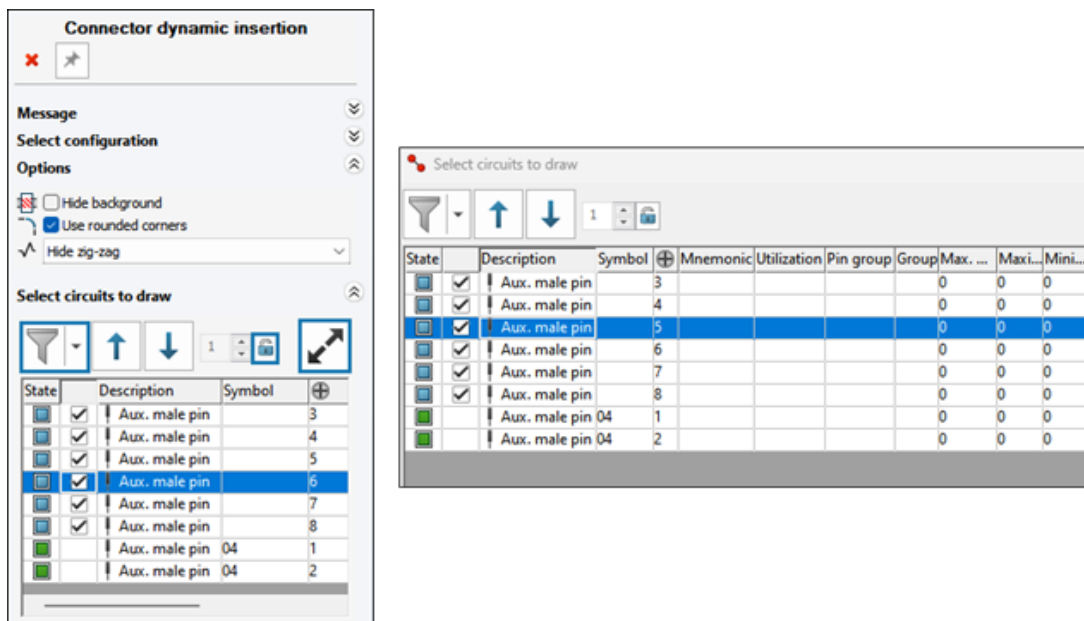 Connector dynamic insertion
Message
Select configuration
Options
Hide background
Use rounded corners
Hide zig-zag
Select circuits to draw
1
State Description Symbol
Aux. male pin 3
Aux. male pin 4
Aux. male pin 5
Aux. male pin 6
Aux. male pin 7
Aux. male pin 8
Aux. male pin 04 1
Aux. male pin 04 2
Select circuits to draw
1
State Description Symbol Mnemonic Utilization Pin group Group Max. ... Maxi... Mini...
Aux. male pin 3 0 0 0
Aux. male pin 4 0 0 0
Aux. male pin 5 0 0 0
Aux. male pin 6 0 0 0
Aux. male pin 7 0 0 0
Aux. male pin 8 0 0 0
Aux. male pin 04 1 0 0 0
Aux. male pin 04 2 0 0 0